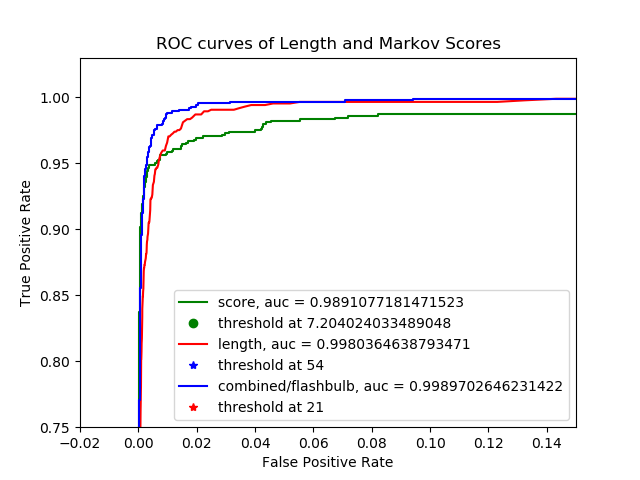 ROC curves of Length and Markov Scores
True Positive Rate
1.00
0.95
0.90
0.85
0.80
0.75
score, auc = 0.9891077181471523
threshold at 7.204024033489048
length, auc = 0.9980364638793471
threshold at 54
combined/flashbulb, auc = 0.9989702646231422
threshold at 21
−0.02 0.00 0.02 0.04 0.06 0.08 0.10 0.12 0.14
False Positive Rate